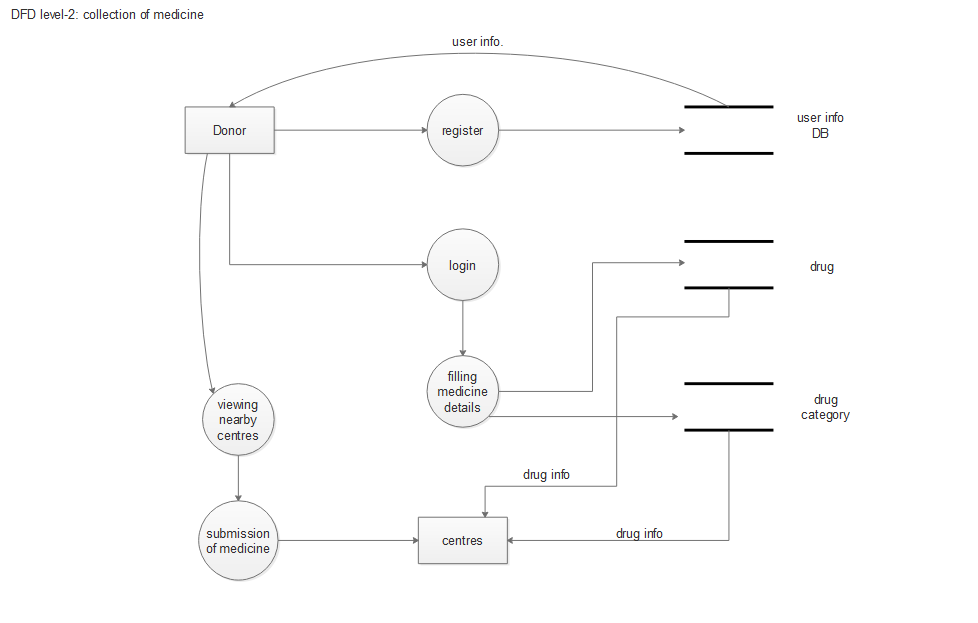 DFD level-2: collection of medicine
user info.
Donor
register
user info
DB
login
drug
filling
medicine
details
drug
category
viewing
nearby
centres
drug info
submission
of medicine
centres
drug info